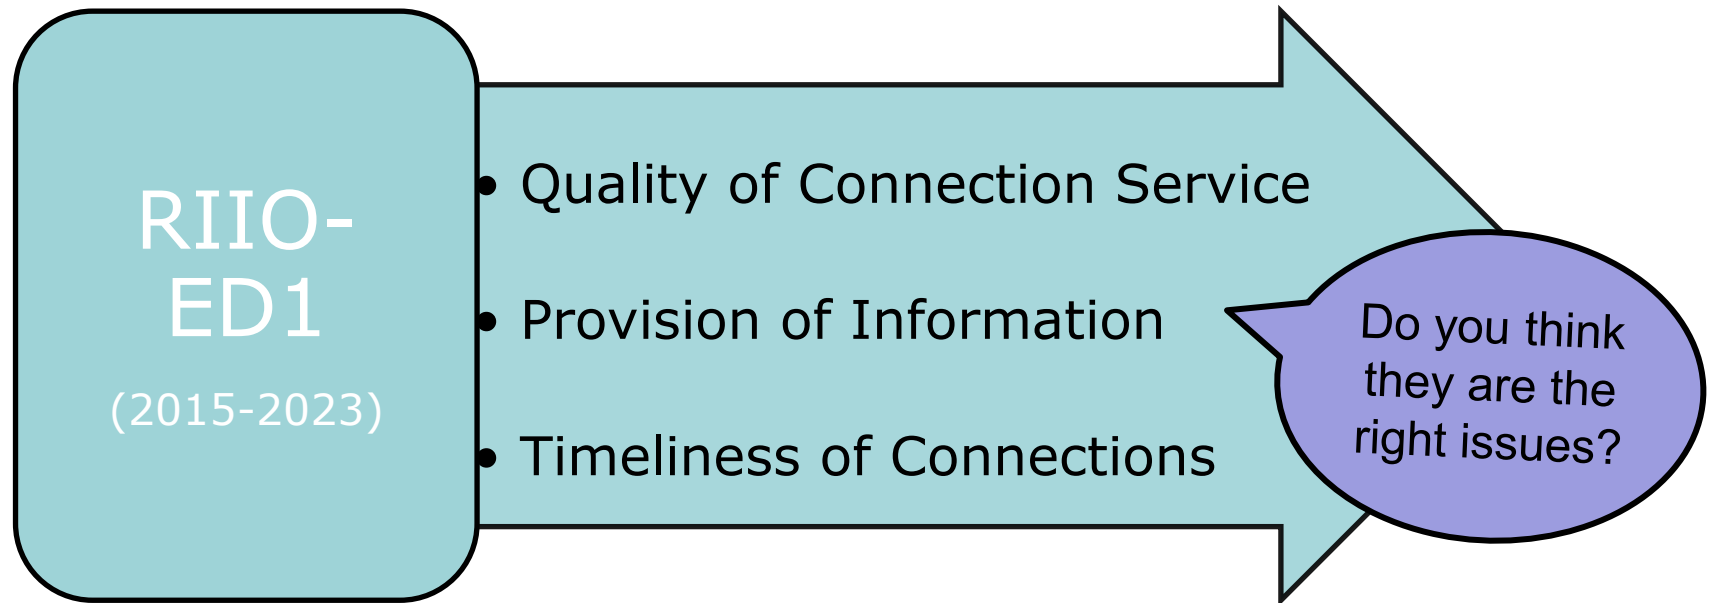 RIIO-
ED1
(2015-2023)
• Quality of Connection Service
• Provision of Information
• Timeliness of Connections
Do you think
they are the
right issues?